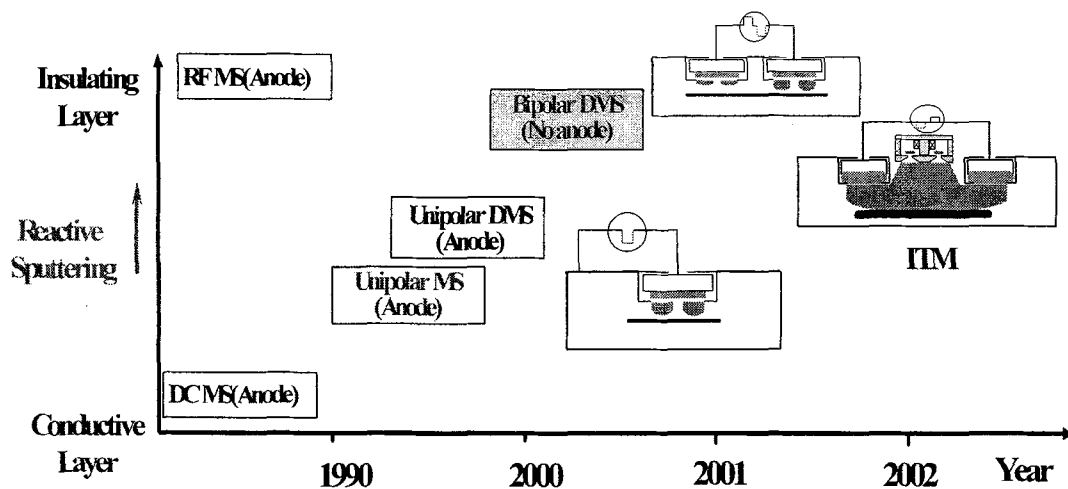 Insulating
Layer
RF MS(Anode)
Bipolar DMS
(No anode)
Reactive
Sputtering
Unipolar DMS
(Anode)
Unipolar MS
(Anode)
ITM
DC MS(Anode)
Conductive
Layer
1990
2000
2001
2002
Year